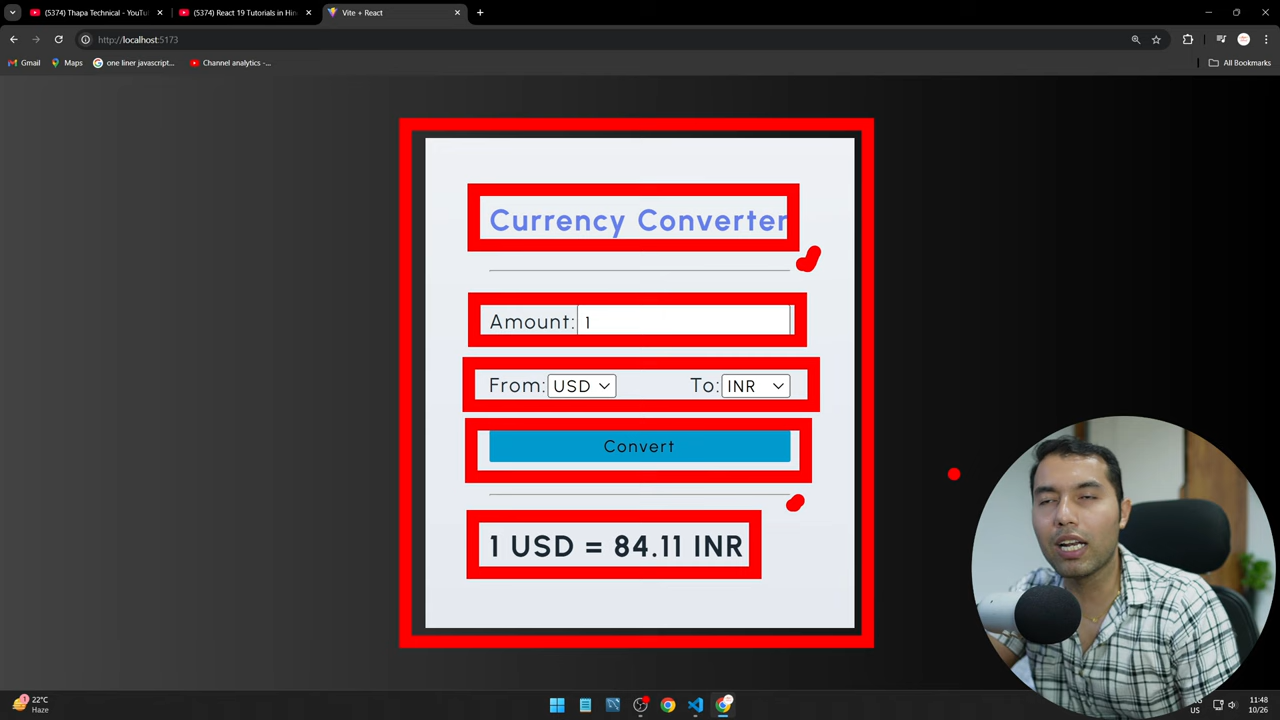 (5374) Thapa Technical - YouTu
(5374) React 19 Tutorials in Hin
Vite + React
http://localhost:5173
Gmail
Maps
one liner javascript...
Channel analytics -...
All Bookmarks
Currency Converter
Amount: 1
From: USD To: INR
Convert
1 USD = 84.11 INR
22°C
Haze
11:48
US
10/26